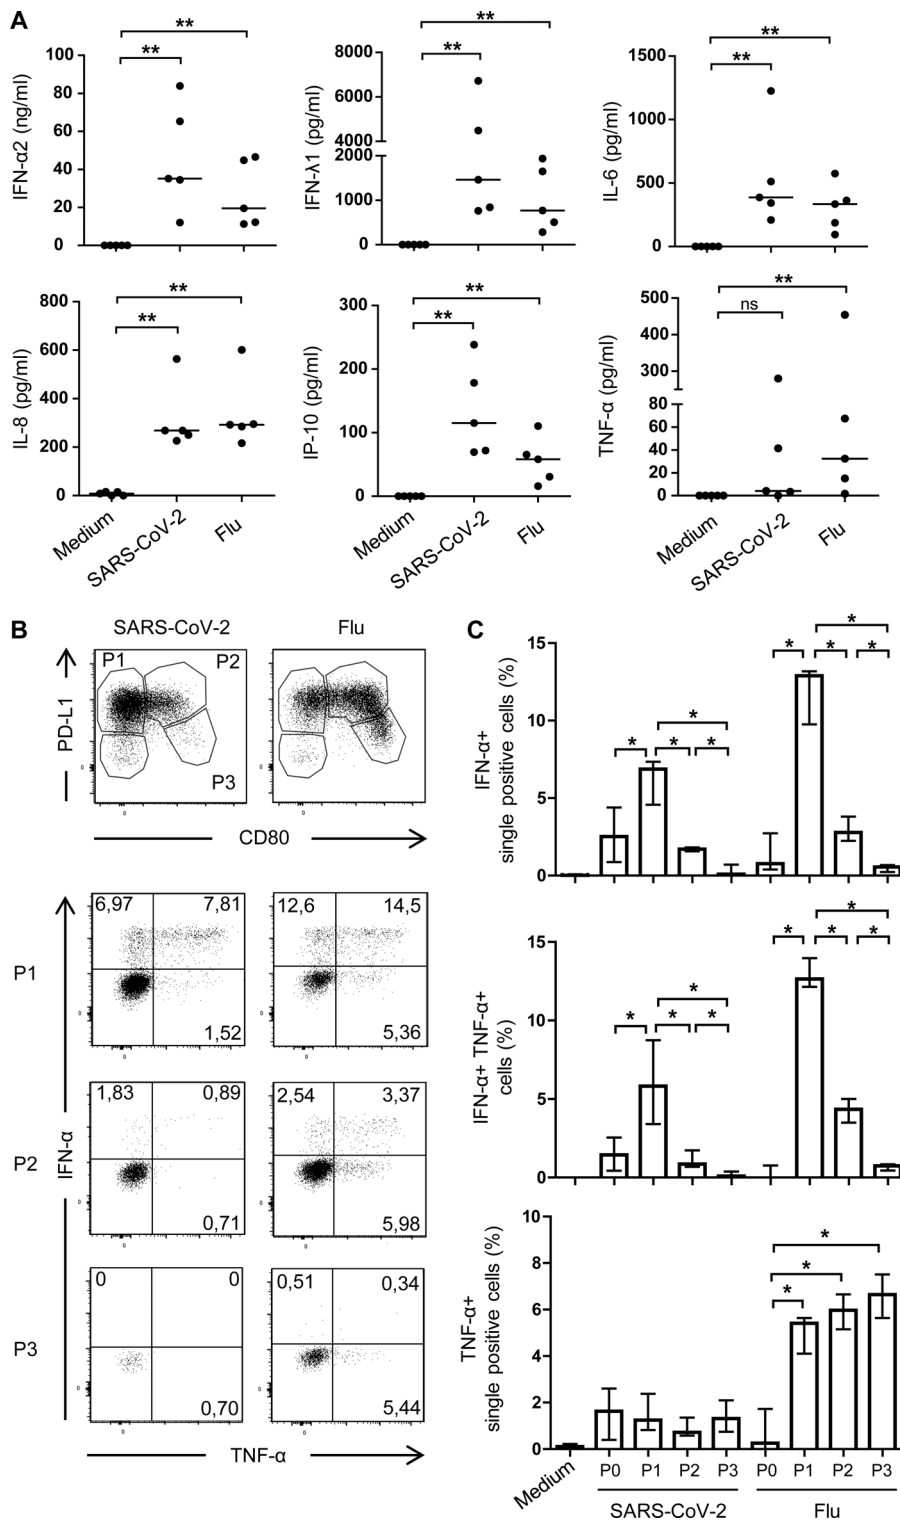 A
IFN-α2 (ng/ml)
100
80
60
40
20
0
**
**
IFN-λ1 (pg/ml)
8000
6000
4000
2000
1000
0
**
**
IL-6 (pg/ml)
1500
1000
500
0
**
**
IL-8 (pg/ml)
800
600
400
200
0
**
**
Medium
SARS-CoV-2
Flu
IP-10 (pg/ml)
300
200
100
0
**
**
Medium
SARS-CoV-2
Flu
TNF-α (pg/ml)
500
400
300
80
60
40
20
0
ns
**
Medium
SARS-CoV-2
Flu
B
SARS-CoV-2
Flu
PD-L1
P1
P2
P3
CD80
IFN-α
P1
6,97
7,81
1,52
12,6
14,5
5,36
P2
1,83
0,89
0,71
2,54
3,37
5,98
P3
0
0
0,70
0,51
0,34
5,44
TNF-α
C
IFN-α+
single positive cells (%)
15
10
5
0
* * * * * * * *
IFN-α+ TNF-α+
cells (%)
15
10
5
0
* * * * * * * *
TNF-α+
single positive cells (%)
10
8
6
4
2
0
* * *
Medium
P0 P1 P2 P3 P0 P1 P2 P3
SARS-CoV-2
Flu